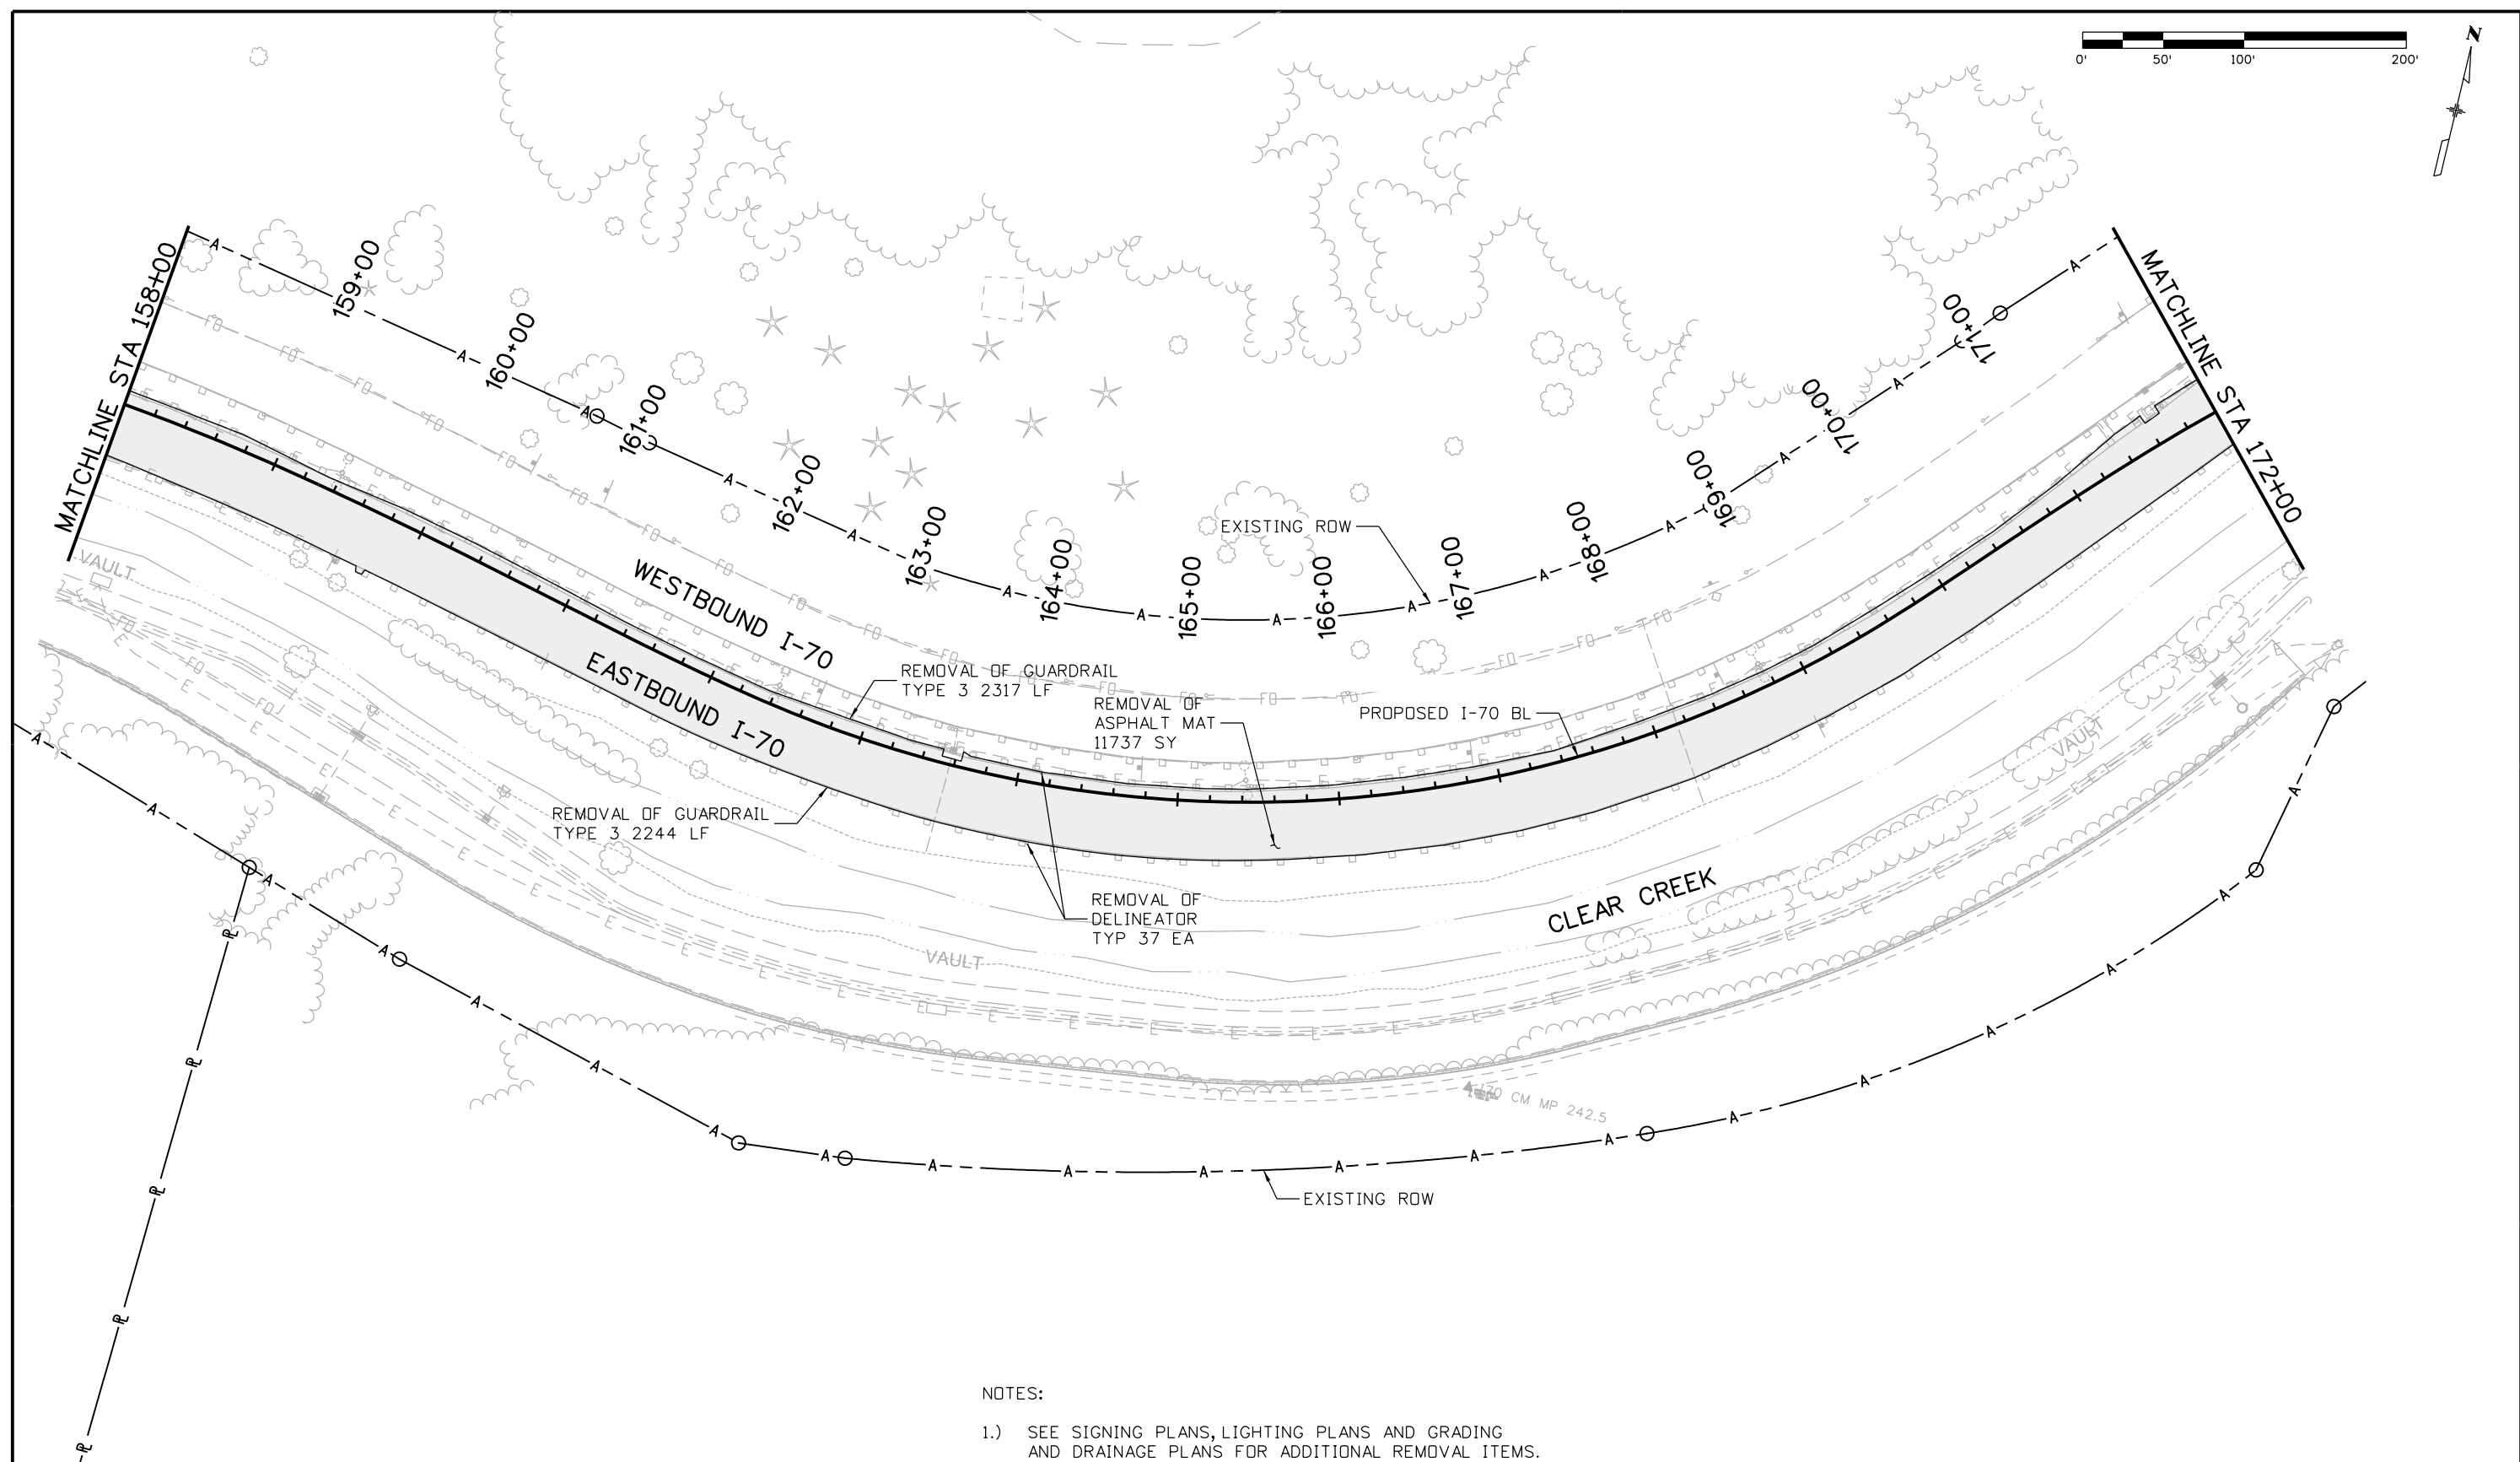 N
0'
50'
100'
200'
MATCHLINE STA 158+00
159+00
160+00
161+00
162+00
163+00
164+00
165+00
166+00
167+00
168+00
169+00
170+00
171+00
MATCHLINE STA 172+00
EXISTING ROW
WESTBOUND I-70
EASTBOUND I-70
REMOVAL OF GUARDRAIL
TYPE 3 2317 LF
REMOVAL OF
ASPHALT MAT
11737 SY
PROPOSED I-70 BL
VAULT
REMOVAL OF GUARDRAIL
TYPE 3 2244 LF
REMOVAL OF
DELINEATOR
TYP 37 EA
VAULT
CLEAR CREEK
VAULT
CM MP 242.5
EXISTING ROW
NOTES:
1.) SEE SIGNING PLANS, LIGHTING PLANS AND GRADING
AND DRAINAGE PLANS FOR ADDITIONAL REMOVAL ITEMS.